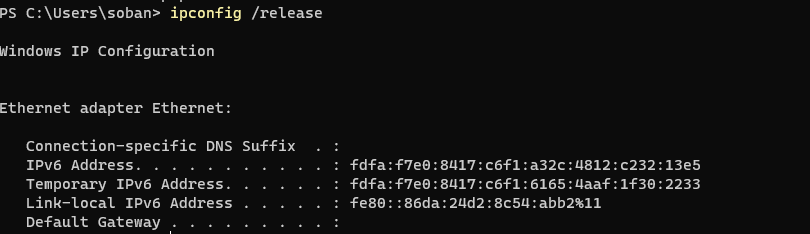 PS C:\Users\soban> ipconfig /release
Windows IP Configuration
Ethernet adapter Ethernet:
Connection-specific DNS Suffix  . :
IPv6 Address. . . . . . . . . . . : fdfa:f7e0:8417:c6f1:a32c:4812:c232:13e5
Temporary IPv6 Address. . . . . . : fdfa:f7e0:8417:c6f1:6165:4aaf:1f30:2233
Link-local IPv6 Address . . . . . : fe80::86da:24d2:8c54:abb2%11
Default Gateway . . . . . . . . . :